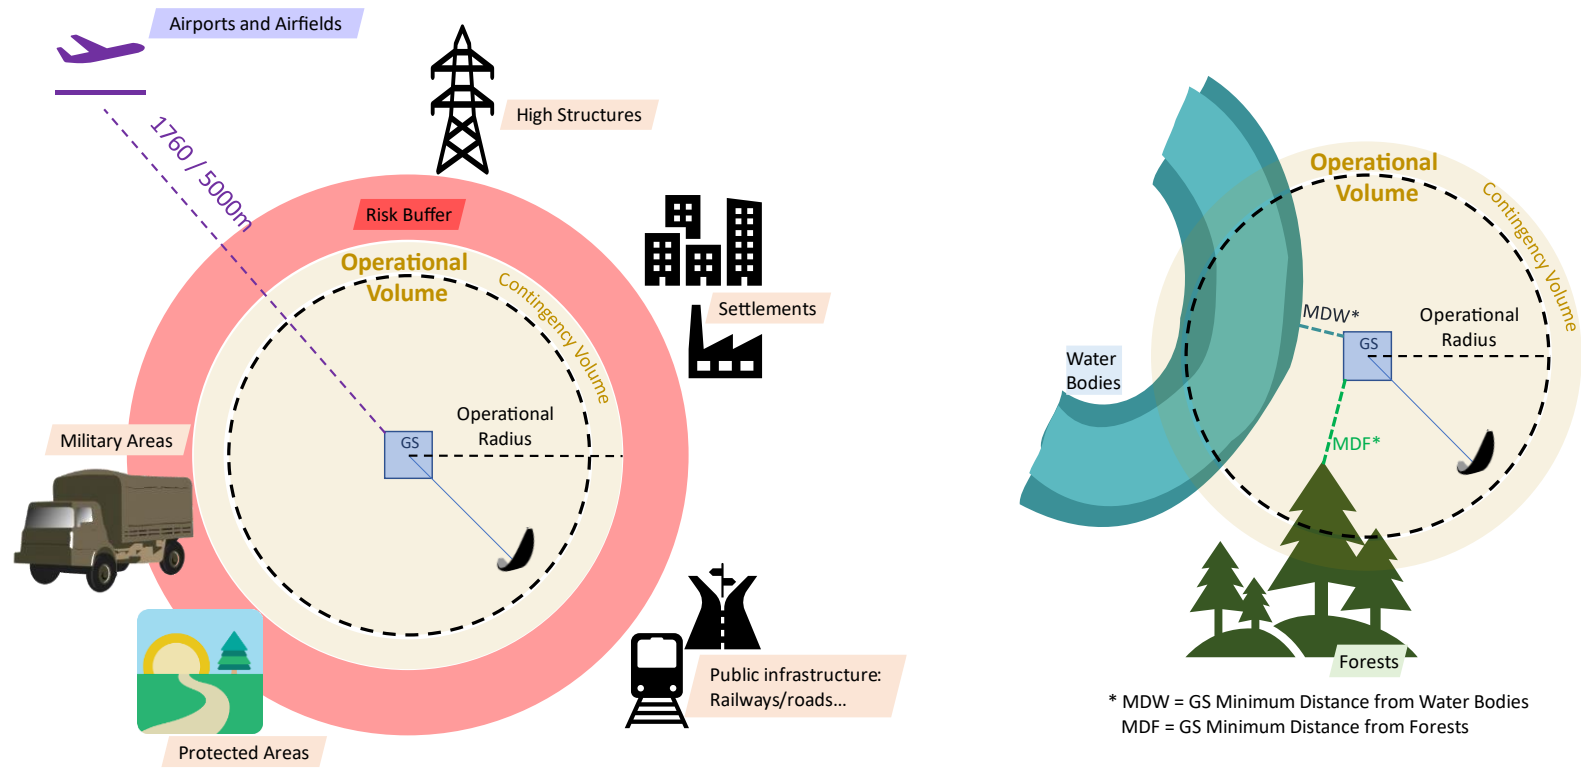 Airports and Airfields
High Structures
1760 / 5000m
Risk Buffer
Operational
Volume
Contingency Volume
Settlements
Operational
Radius
GS
Military Areas
Public infrastructure:
Railways/roads...
Protected Areas
Operational
Volume
Contingency Volume
MDW*
Operational
Radius
GS
Water
Bodies
MDF*
Forests
* MDW = GS Minimum Distance from Water Bodies
MDF = GS Minimum Distance from Forests